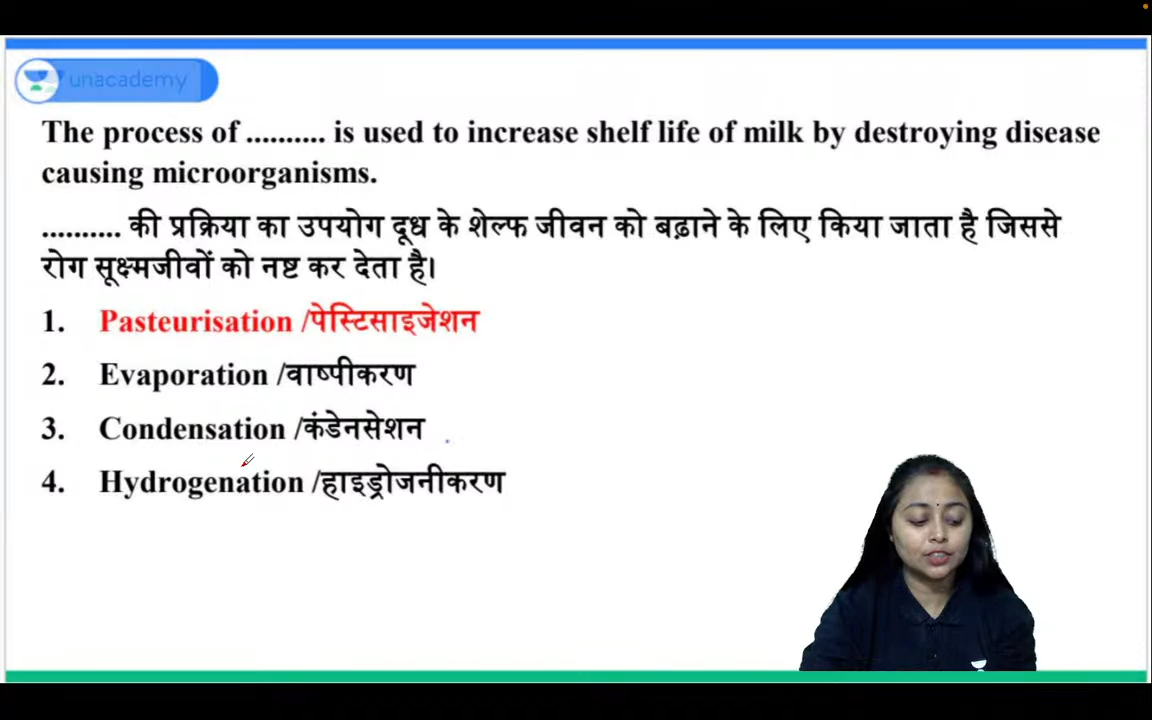 unacademy
The process of .......... is used to increase shelf life of milk by destroying disease
causing microorganisms.
.......... की प्रक्रिया का उपयोग दूध के शेल्फ जीवन को बढ़ाने के लिए किया जाता है जिससे
रोग सूक्ष्मजीवों को नष्ट कर देता है।
1. Pasteurisation /पेस्टिसाइजेशन
2. Evaporation /वाष्पीकरण
3. Condensation /कंडेनसेशन
4. Hydrogenation /हाइड्रोजनीकरण